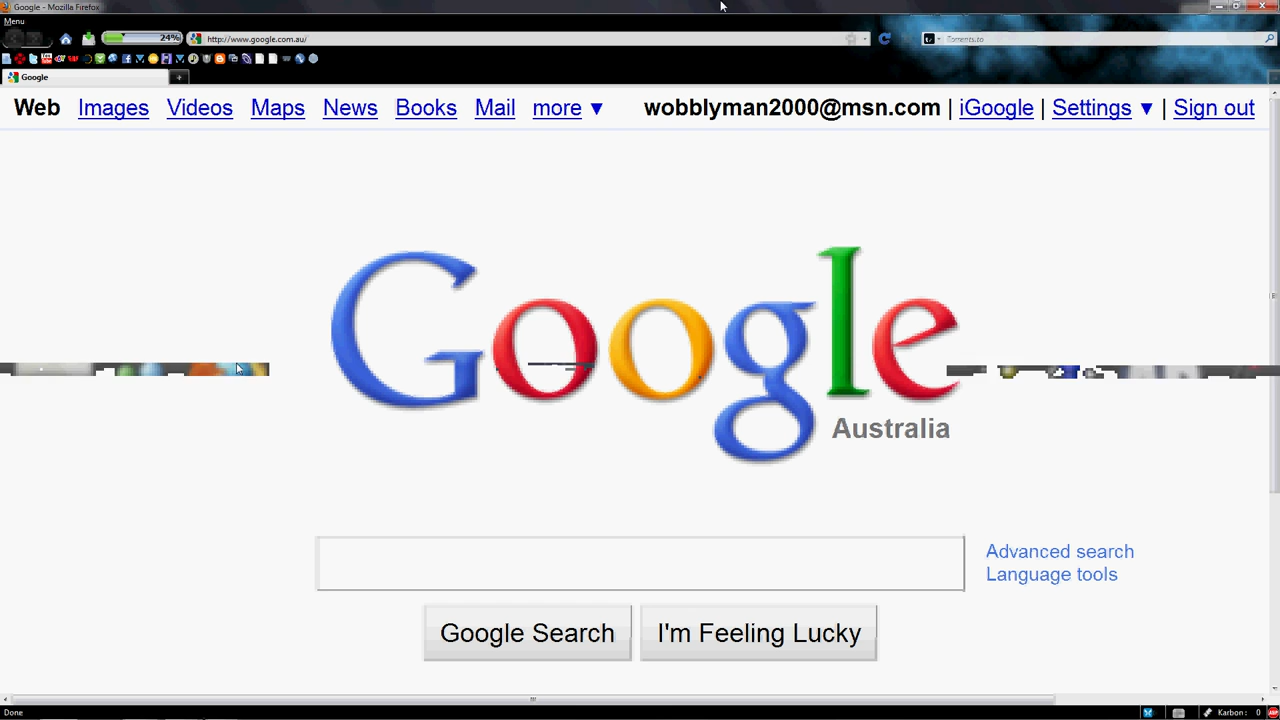 Google - Mozilla Firefox
Menu
24% http://www.google.com.au/ Torrents.to
Google
Web Images Videos Maps News Books Mail more ▼ wobblyman2000@msn.com | iGoogle | Settings ▼ | Sign out
Google
Australia
Advanced search
Language tools
Google Search I'm Feeling Lucky
Done Karbon: 0